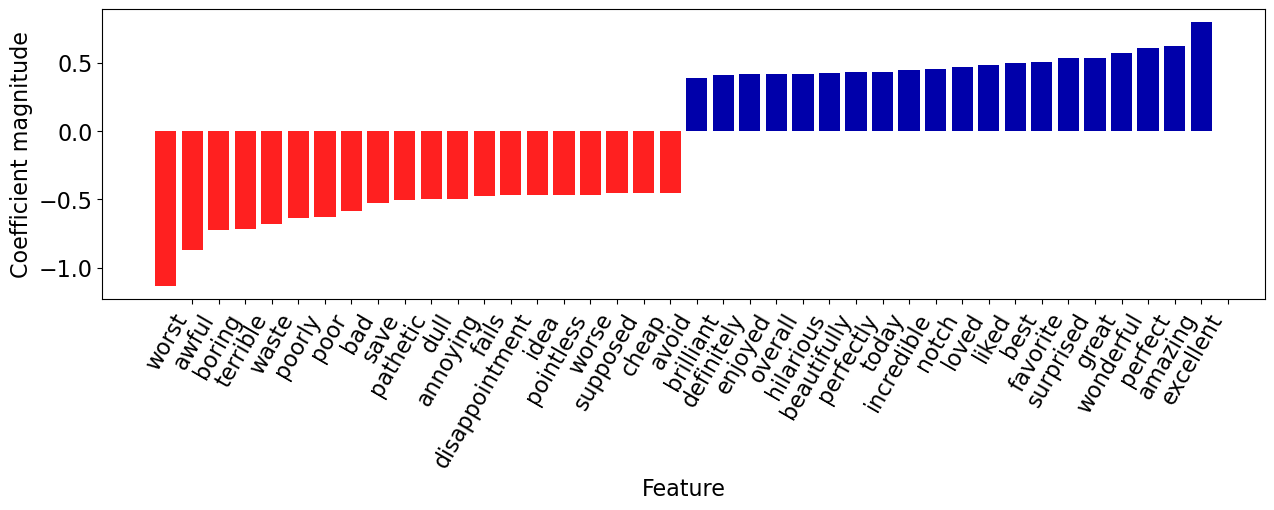 Coefficient magnitude
0.5
0.0
−0.5
−1.0
worst
awful
boring
terrible
waste
poorly
poor
bad
save
pathetic
dull
annoying
fails
disappointment
idea
pointless
worse
supposed
cheap
avoid
brilliant
definitely
enjoyed
overall
hilarious
beautifully
perfectly
today
incredible
notch
loved
liked
best
favorite
surprised
great
wonderful
perfect
amazing
excellent
Feature